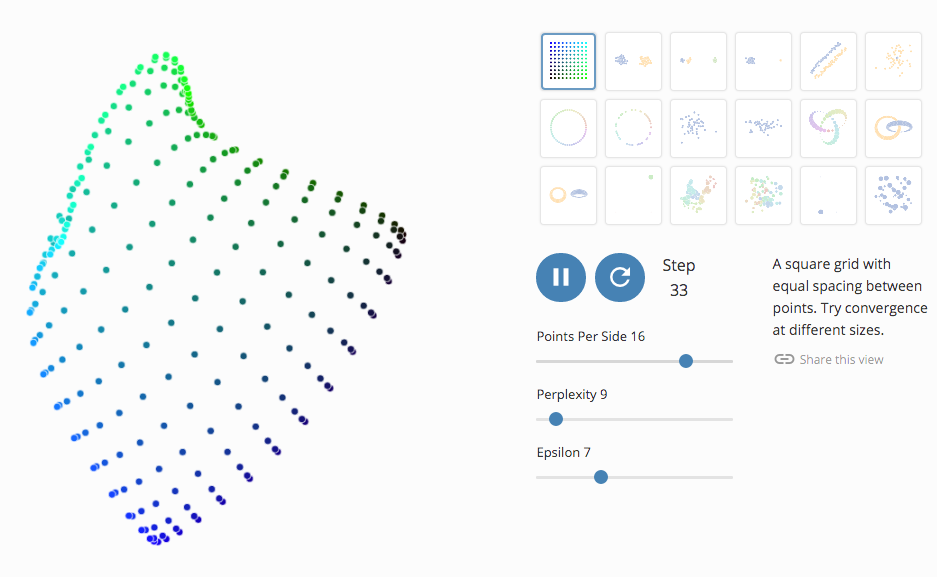 Step
33
A square grid with
equal spacing between
points. Try convergence
at different sizes.
Share this view
Points Per Side 16
Perplexity 9
Epsilon 7